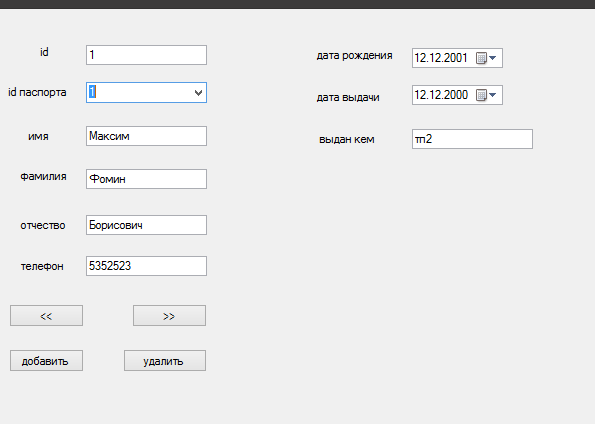 id 1
id паспорта 1
имя Максим
фамилия Фомин
отчество Борисович
телефон 5352523
<< >>
добавить удалить
дата рождения 12.12.2001
дата выдачи 12.12.2000
выдан кем тп2